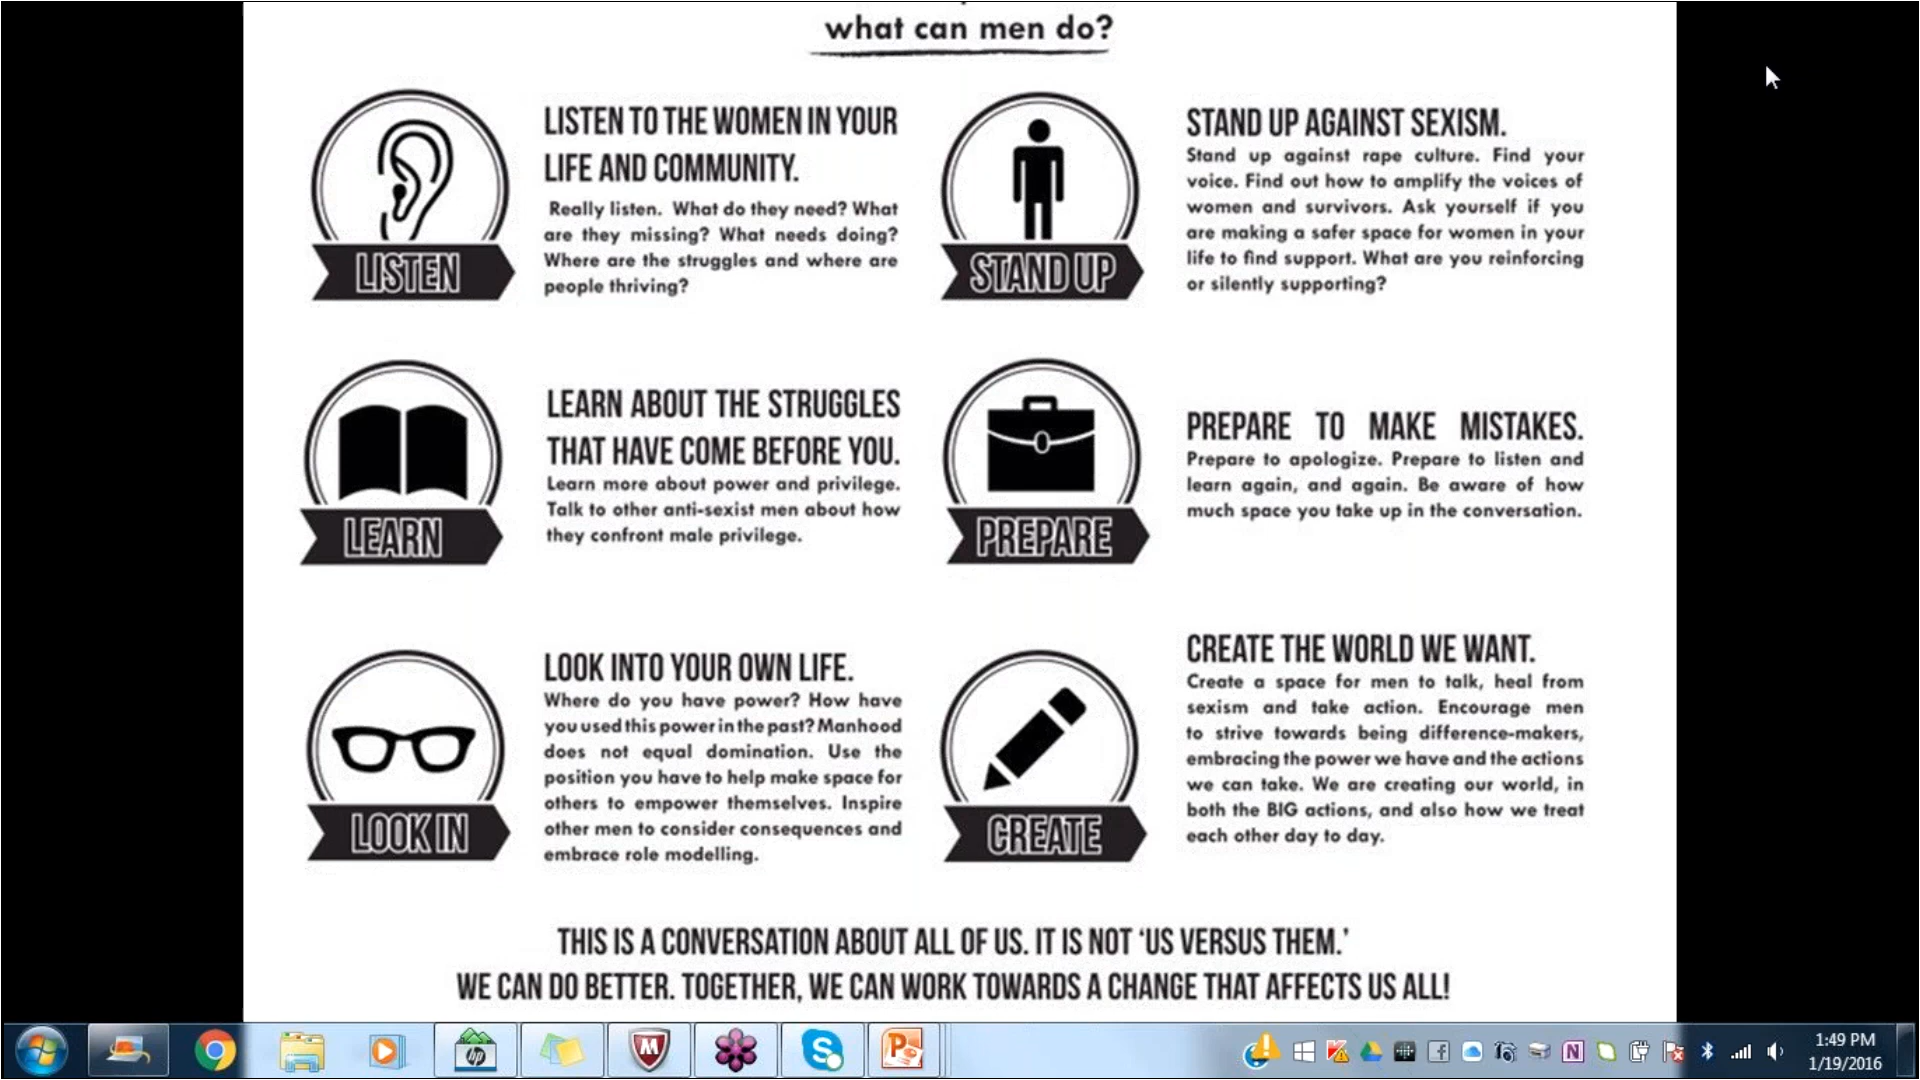 what can men do?
LISTEN TO THE WOMEN IN YOUR
LIFE AND COMMUNITY.
Really listen. What do they need? What
are they missing? What needs doing?
Where are the struggles and where are
people thriving?
LISTEN
STAND UP AGAINST SEXISM.
Stand up against rape culture. Find your
voice. Find out how to amplify the voices of
women and survivors. Ask yourself if you
are making a safer space for women in your
life to find support. What are you reinforcing
or silently supporting?
STAND UP
LEARN ABOUT THE STRUGGLES
THAT HAVE COME BEFORE YOU.
Learn more about power and privilege.
Talk to other anti-sexist men about how
they confront male privilege.
LEARN
PREPARE TO MAKE MISTAKES.
Prepare to apologize. Prepare to listen and
learn again, and again. Be aware of how
much space you take up in the conversation.
PREPARE
LOOK INTO YOUR OWN LIFE.
Where do you have power? How have
you used this power in the past? Manhood
does not equal domination. Use the
position you have to help make space for
others to empower themselves. Inspire
other men to consider consequences and
embrace role modelling.
LOOK IN
CREATE THE WORLD WE WANT.
Create a space for men to talk, heal from
sexism and take action. Encourage men
to strive towards being difference-makers,
embracing the power we have and the actions
we can take. We are creating our world, in
both the BIG actions, and also how we treat
each other day to day.
CREATE
THIS IS A CONVERSATION ABOUT ALL OF US. IT IS NOT ‘US VERSUS THEM.’
WE CAN DO BETTER. TOGETHER, WE CAN WORK TOWARDS A CHANGE THAT AFFECTS US ALL!
hp
1:49 PM
1/19/2016